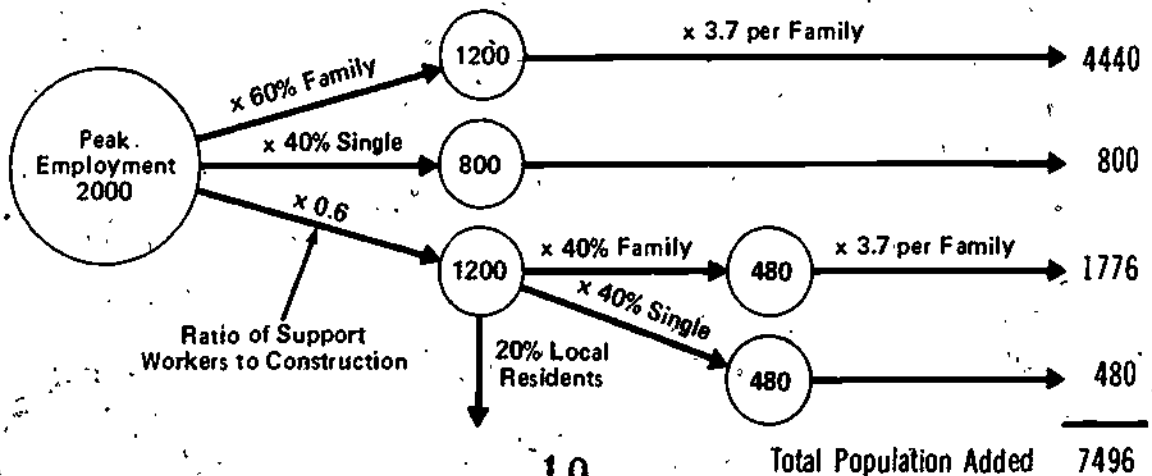 x 3.7 per Family
1200
4440
x 60% Family
Peak
Employment
2000
x 40% Single
800
800
x 0.6
x 40% Family
x 3.7 per Family
1200
480
1776
x 40% Single
Ratio of Support
Workers to Construction
20% Local
Residents
480
480
10
Total Population Added 7496